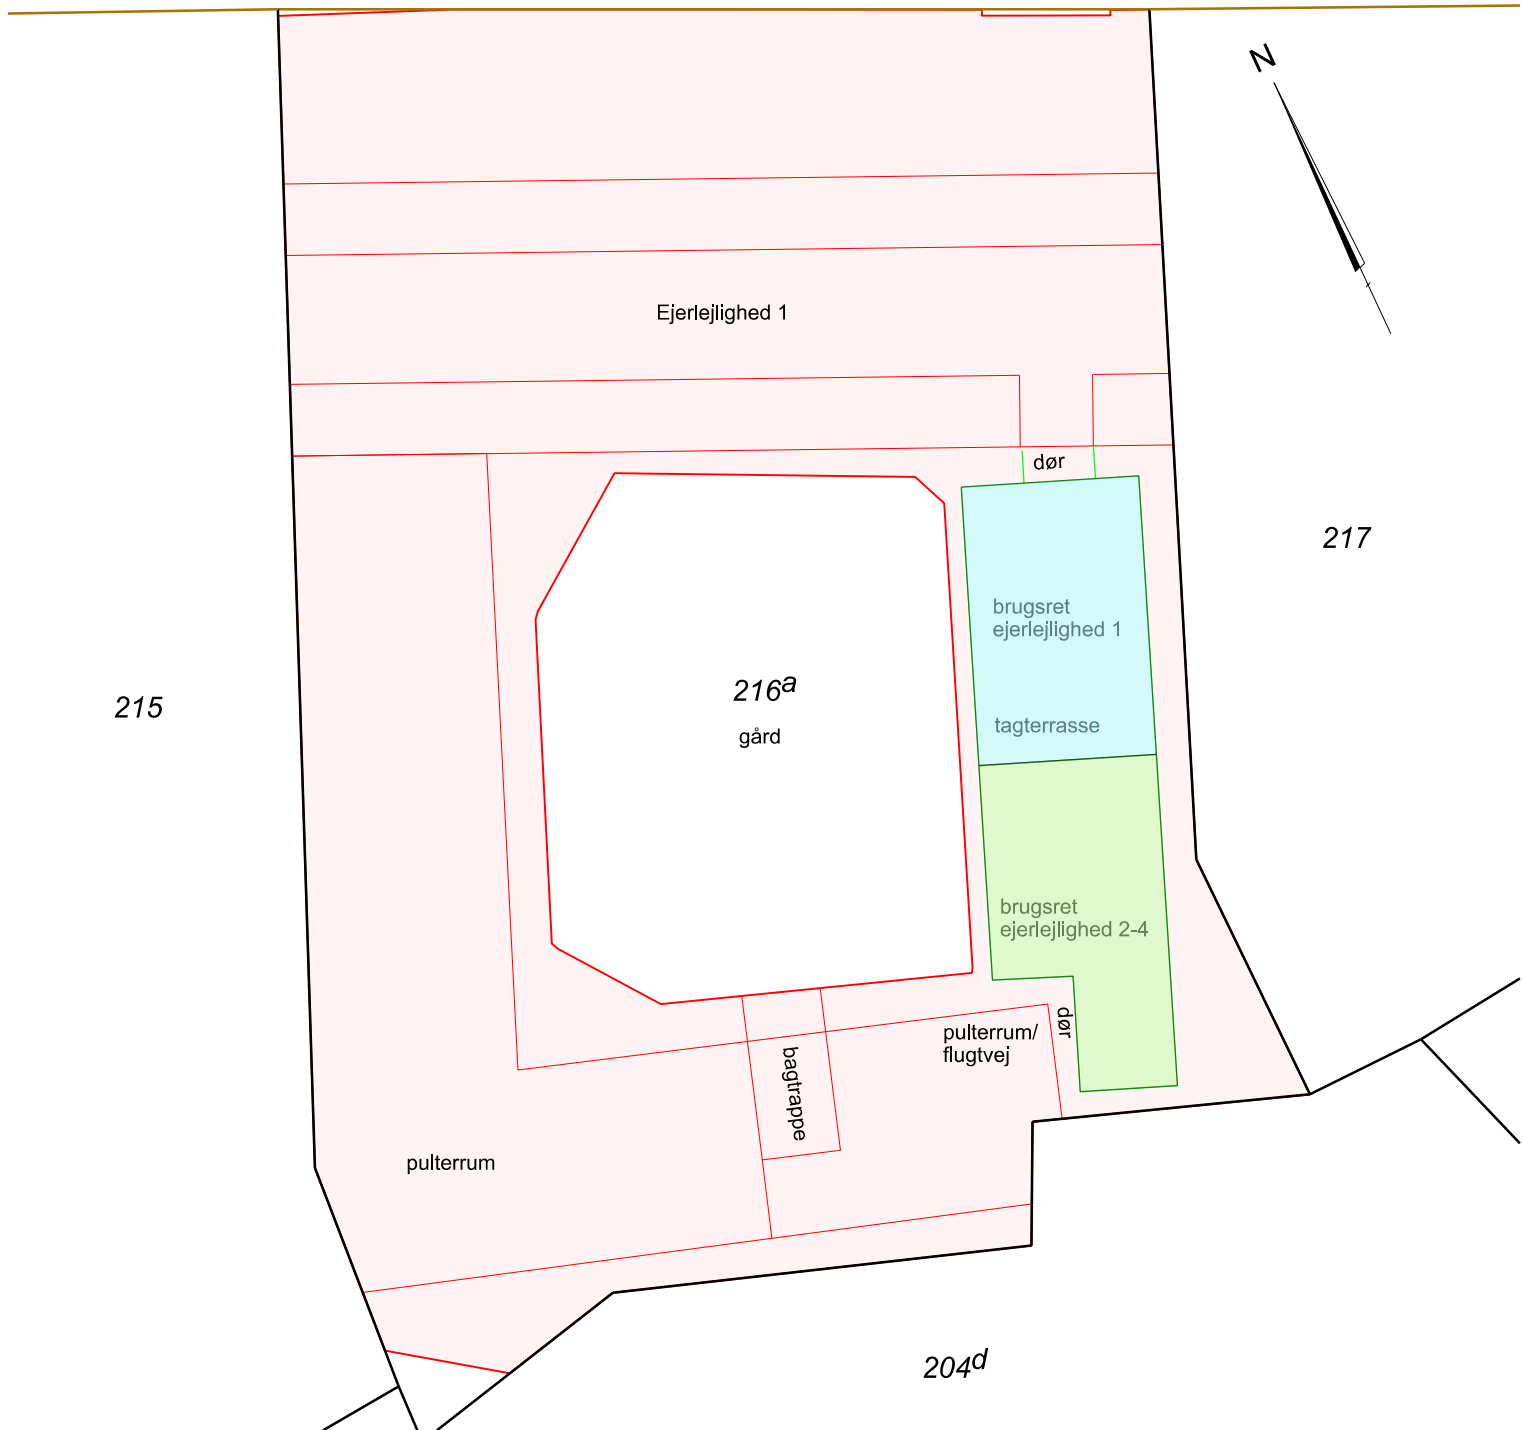 N
Ejerlejlighed 1
dør
217
brugsret
ejerlejlighed 1
216a
215
tagterrasse
gård
brugsret
ejerlejlighed 2-4
dør
pulterrum/
flugtvej
bagtrappe
pulterrum
204d